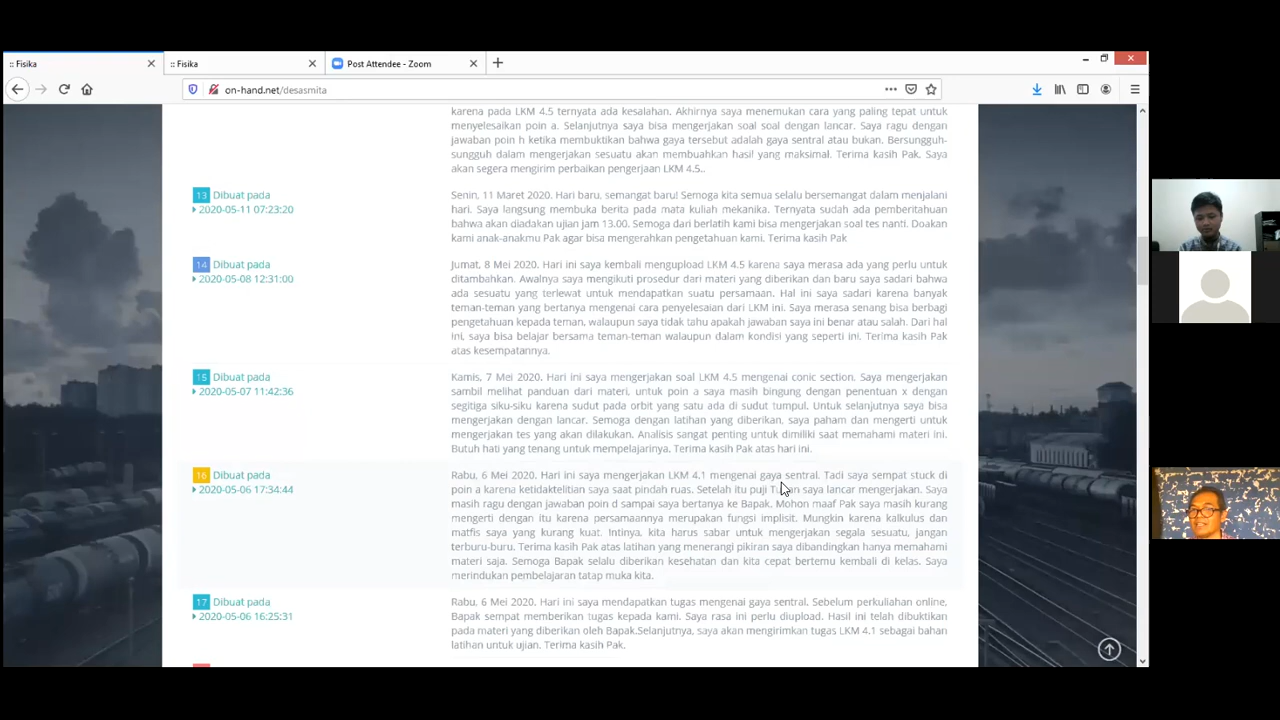 :: Fisika
:: Fisika
Post Attendee - Zoom
on-hand.net/desasmita
karena pada LKM 4.5 ternyata ada kesalahan. Akhirnya saya menemukan cara yang paling tepat untuk
menyelesaikan poin a. Selanjutnya saya bisa mengerjakan soal soal dengan lancar. Saya ragu dengan
jawaban poin h ketika membuktikan bahwa gaya tersebut adalah gaya sentral atau bukan. Bersungguh-
sungguh dalam mengerjakan sesuatu akan membuahkan hasil yang maksimal. Terima kasih Pak. Saya
akan segera mengirim perbaikan pengerjaan LKM 4.5..
13 Dibuat pada
2020-05-11 07:23:20
Senin, 11 Maret 2020. Hari baru, semangat baru! Semoga kita semua selalu bersemangat dalam menjalani
hari. Saya langsung membuka berita pada mata kuliah mekanika. Ternyata sudah ada pemberitahuan
bahwa akan diadakan ujian jam 13.00. Semoga dari berlatih kami bisa mengerjakan soal tes nanti. Doakan
kami anak-anakmu Pak agar bisa mengerahkan pengetahuan kami. Terima kasih Pak
14 Dibuat pada
2020-05-08 12:31:00
Jumat, 8 Mei 2020. Hari ini saya kembali mengupload LKM 4.5 karena saya merasa ada yang perlu untuk
ditambahkan. Awalnya saya mengikuti prosedur dari materi yang diberikan dan baru saya sadari bahwa
ada sesuatu yang terlewat untuk mendapatkan suatu persamaan. Hal ini saya sadari karena banyak
teman-teman yang bertanya mengenai cara penyelesaian dari LKM ini. Saya merasa senang bisa berbagi
pengetahuan kepada teman, walaupun saya tidak tahu apakah jawaban saya ini benar atau salah. Dari hal
ini, saya bisa belajar bersama teman-teman walaupun dalam kondisi yang seperti ini. Terima kasih Pak
atas kesempatannya.
15 Dibuat pada
2020-05-07 11:42:36
Kamis, 7 Mei 2020. Hari ini saya mengerjakan soal LKM 4.5 mengenai conic section. Saya mengerjakan
sambil melihat panduan dari materi, untuk poin a saya masih bingung dengan penentuan x dengan
segitiga siku-siku karena sudut pada orbit yang satu ada di sudut tumpul. Untuk selanjutnya saya bisa
mengerjakan dengan lancar. Semoga dengan latihan yang diberikan, saya paham dan mengerti untuk
mengerjakan tes yang akan dilakukan. Analisis sangat penting untuk dimiliki saat memahami materi ini.
Butuh hati yang tenang untuk mempelajarinya, Terima kasih Pak atas hari ini.
16 Dibuat pada
2020-05-06 17:34:44
Rabu, 6 Mei 2020. Hari ini saya mengerjakan LKM 4.1 mengenai gaya sentral. Tadi saya sempat stuck di
poin a karena ketidaktelitian saya saat pindah ruas. Setelah itu puji Tuhan saya lancar mengerjakan. Saya
masih ragu dengan jawaban poin d sampai saya bertanya ke Bapak. Mohon maaf Pak saya masih kurang
mengerti dengan itu karena persamaannya merupakan fungsi implisit. Mungkin karena kalkulus dan
matfis saya yang kurang kuat. Intinya, kita harus sabar untuk mengerjakan segala sesuatu, jangan
terburu-buru. Terima kasih Pak atas latihan yang menerangi pikiran saya dibandingkan hanya memahami
materi saja. Semoga Bapak selalu diberikan kesehatan dan kita cepat bertemu kembali di kelas. Saya
merindukan pembelajaran tatap muka kita.
17 Dibuat pada
2020-05-06 16:25:31
Rabu, 6 Mei 2020. Hari ini saya mendapatkan tugas mengenai gaya sentral. Sebelum perkuliahan online,
Bapak sempat memberikan tugas kepada kami. Saya rasa ini perlu diupload. Hasil ini telah dibuktikan
pada materi yang diberikan oleh Bapak.Selanjutnya, saya akan mengirimkan tugas LKM 4.1 sebagai bahan
latihan untuk ujian. Terima kasih Pak.